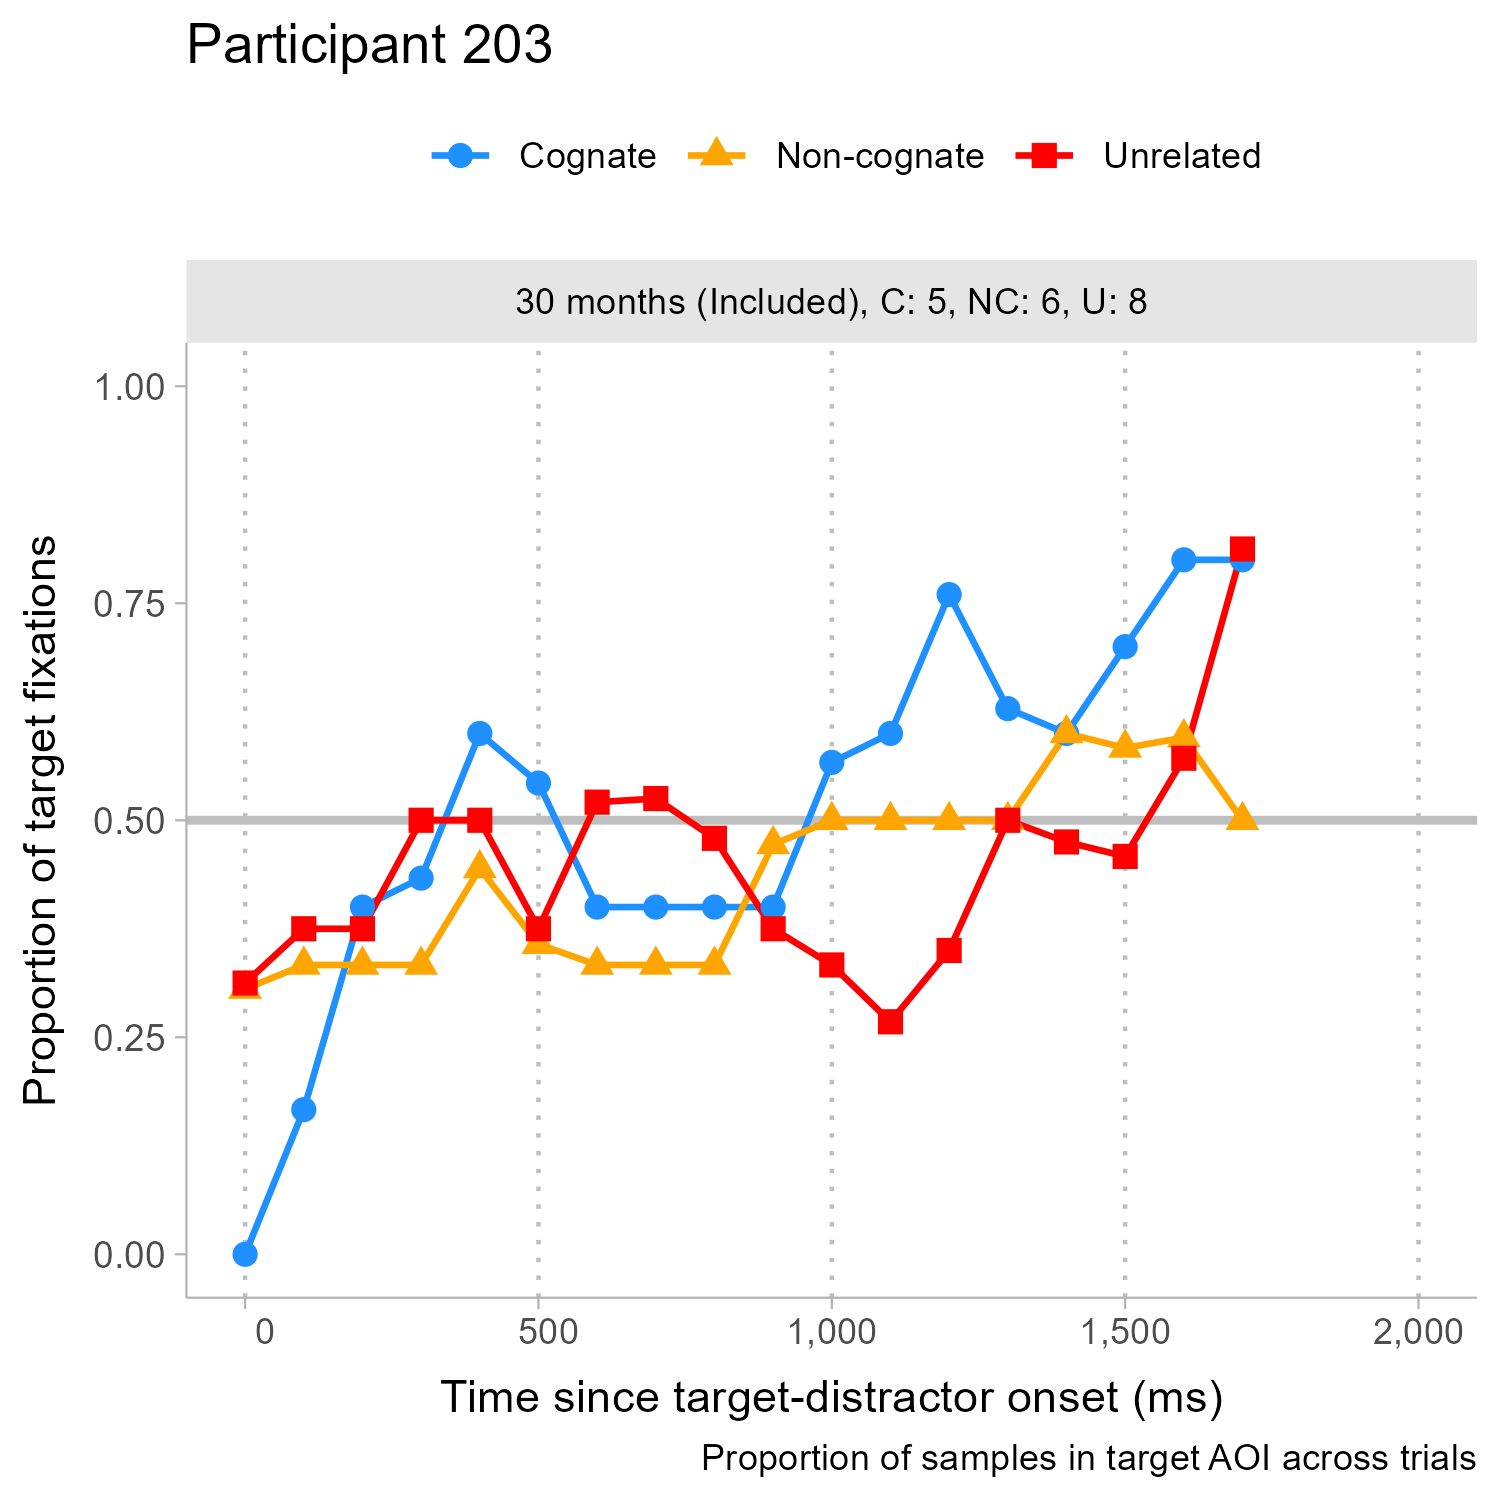 Participant 203
Cognate Non-cognate Unrelated
30 months (Included), C: 5, NC: 6, U: 8
1.00
0.75
0.50
0.25
0.00
Proportion of target fixations
0 500 1,000 1,500 2,000
Time since target-distractor onset (ms)
Proportion of samples in target AOI across trials